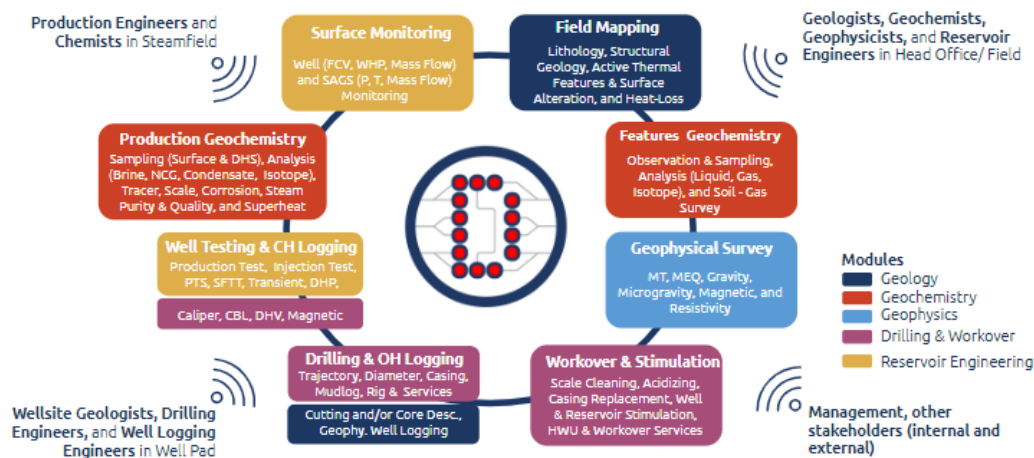 Production Engineers and
Chemists in Steamfield
Surface Monitoring
Well (FCV, WHP, Mass Flow)
and SAGS (P, T, Mass Flow)
Monitoring
Field Mapping
Lithology, Structural
Geology, Active Thermal
Features & Surface
Alteration, and Heat-Loss
Geologists, Geochemists,
Geophysicists, and Reservoir
Engineers in Head Office/ Field
Production Geochemistry
Sampling (Surface & DHS), Analysis
(Brine, NCG, Condensate, Isotope),
Tracer, Scale, Corrosion, Steam
Purity & Quality, and Superheat
Features Geochemistry
Observation & Sampling,
Analysis (Liquid, Gas,
Isotope), and Soil - Gas
Survey
Well Testing & CH Logging
Production Test, Injection Test,
PTS, SFTT, Transient, DHP,
Caliper, CBL, DHV, Magnetic
Geophysical Survey
MT, MEQ, Gravity,
Microgravity, Magnetic, and
Resistivity
Modules
Geology
Geochemistry
Geophysics
Drilling & Workover
Reservoir Engineering
Drilling & OH Logging
Trajectory, Diameter, Casing,
Mudlog, Rig & Services
Cutting and/or Core Desc.,
Geophy. Well Logging
Workover & Stimulation
Scale Cleaning, Acidizing,
Casing Replacement, Well
& Reservoir Stimulation,
HWU & Workover Services
Wellsite Geologists, Drilling
Engineers, and Well Logging
Engineers in Well Pad
Management, other
stakeholders (internal and
external)